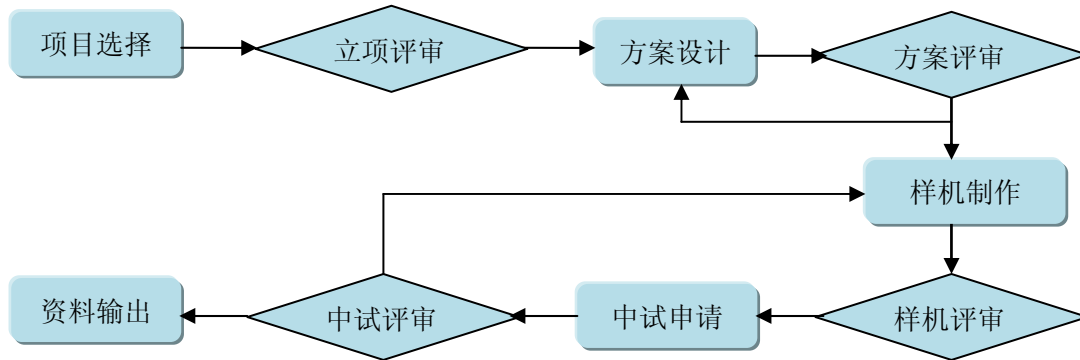 项目选择
立项评审
方案设计
方案评审
样机制作
资料输出
中试评审
中试申请
样机评审